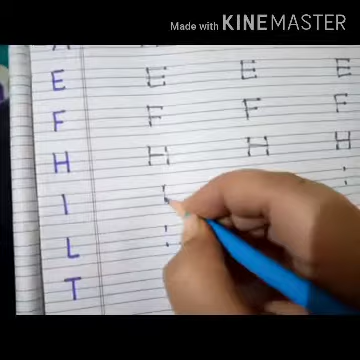 Made with KINEMASTER
E E E E
F F F F
H H H H
I
L
T